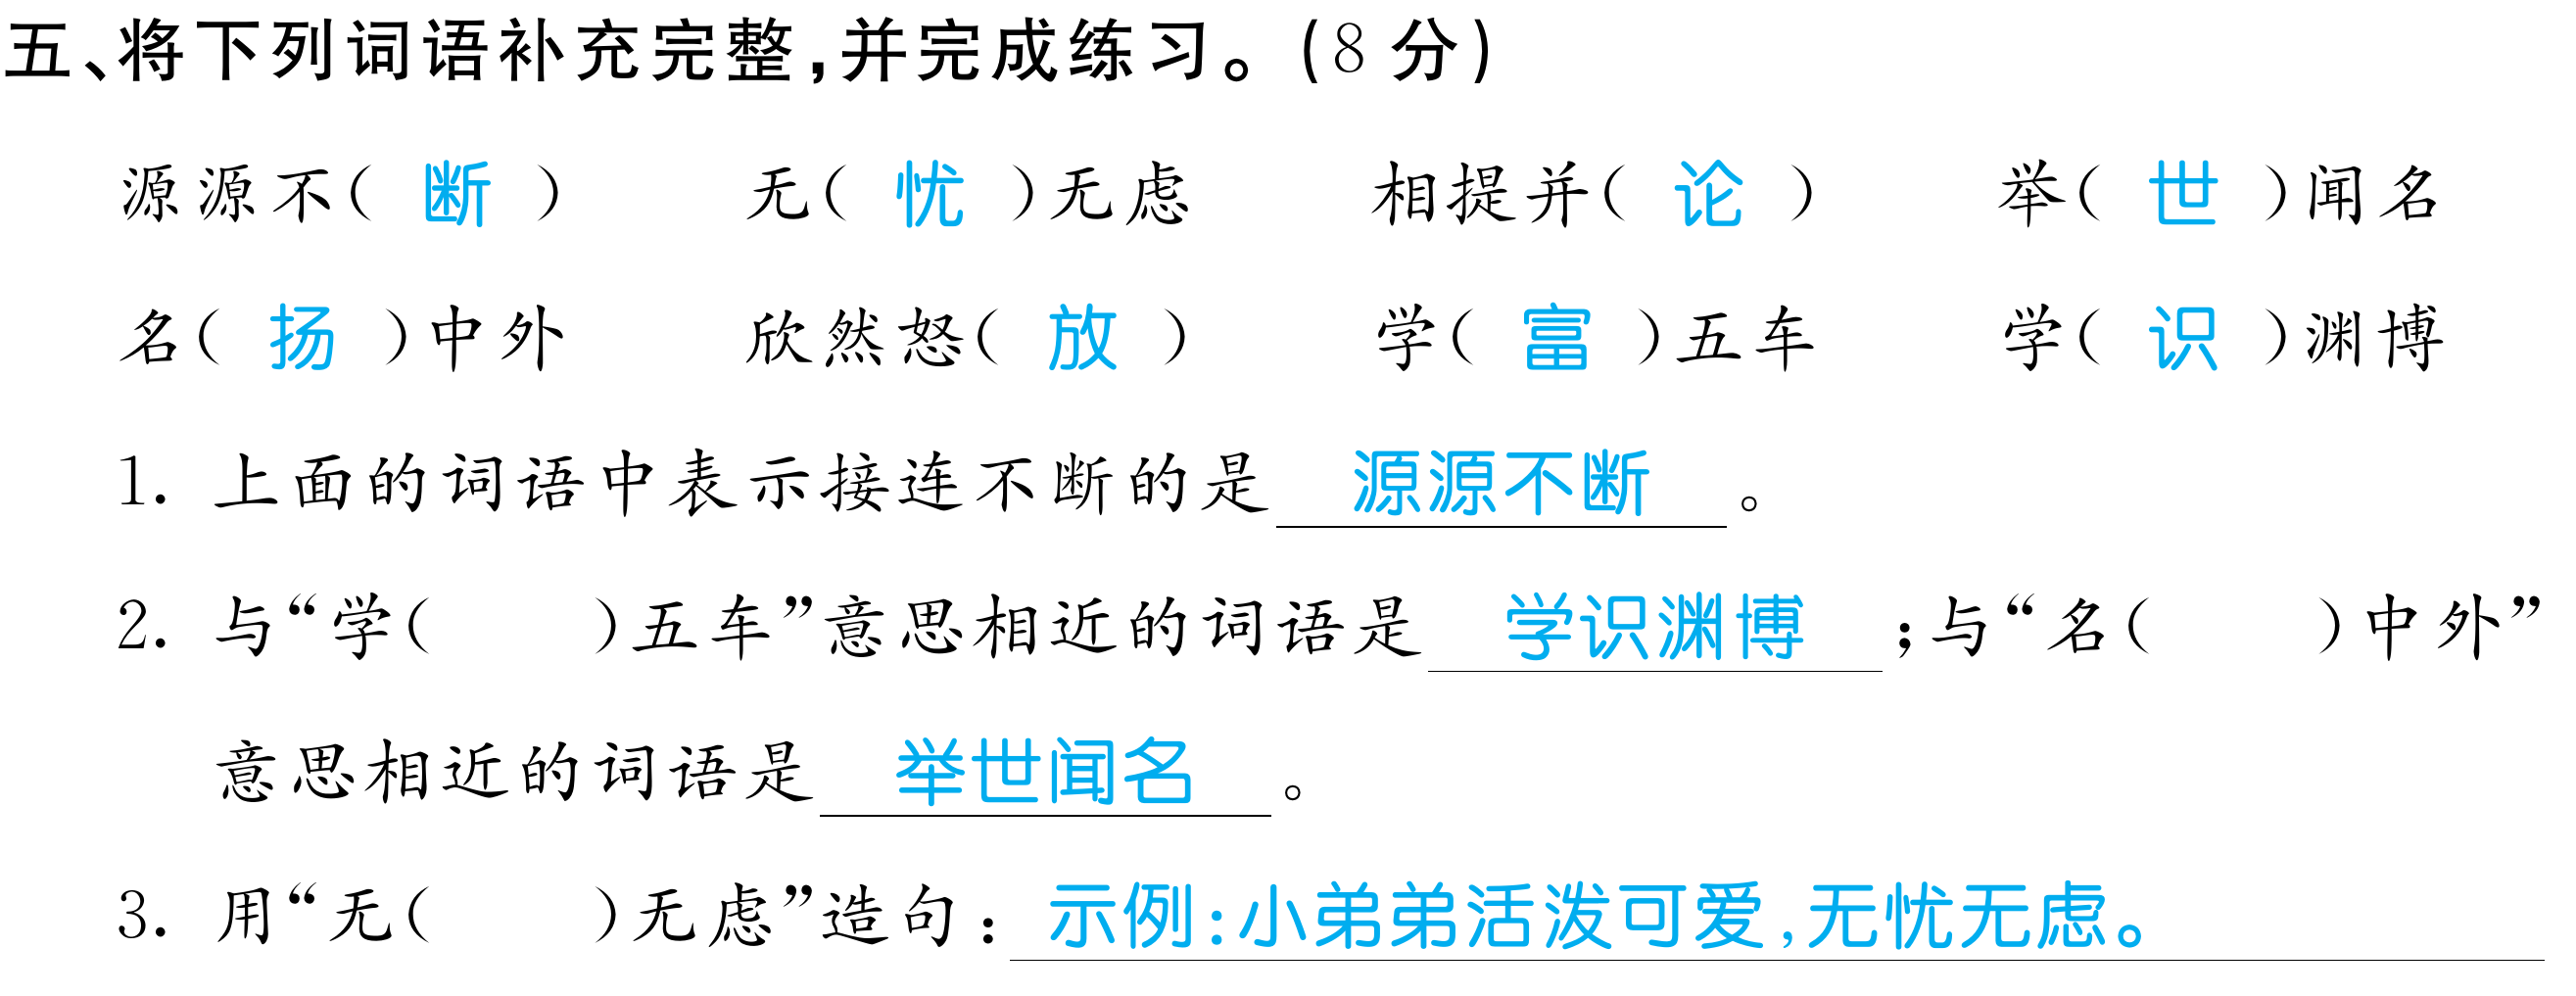 五、将下列词语补充完整,并完成练习。(8 分)
源源不( 断 ) 无( 忧 )无虑 相提并( 论 ) 举( 世 )闻名
名( 扬 )中外 欣然怒( 放 ) 学( 富 )五车 学( 识 )渊博
1. 上面的词语中表示接连不断的是 源源不断 。
2. 与“学( )五车”意思相近的词语是 学识渊博 ;与“名( )中外”
意思相近的词语是 举世闻名 。
3. 用“无( )无虑”造句: 示例:小弟弟活泼可爱,无忧无虑。